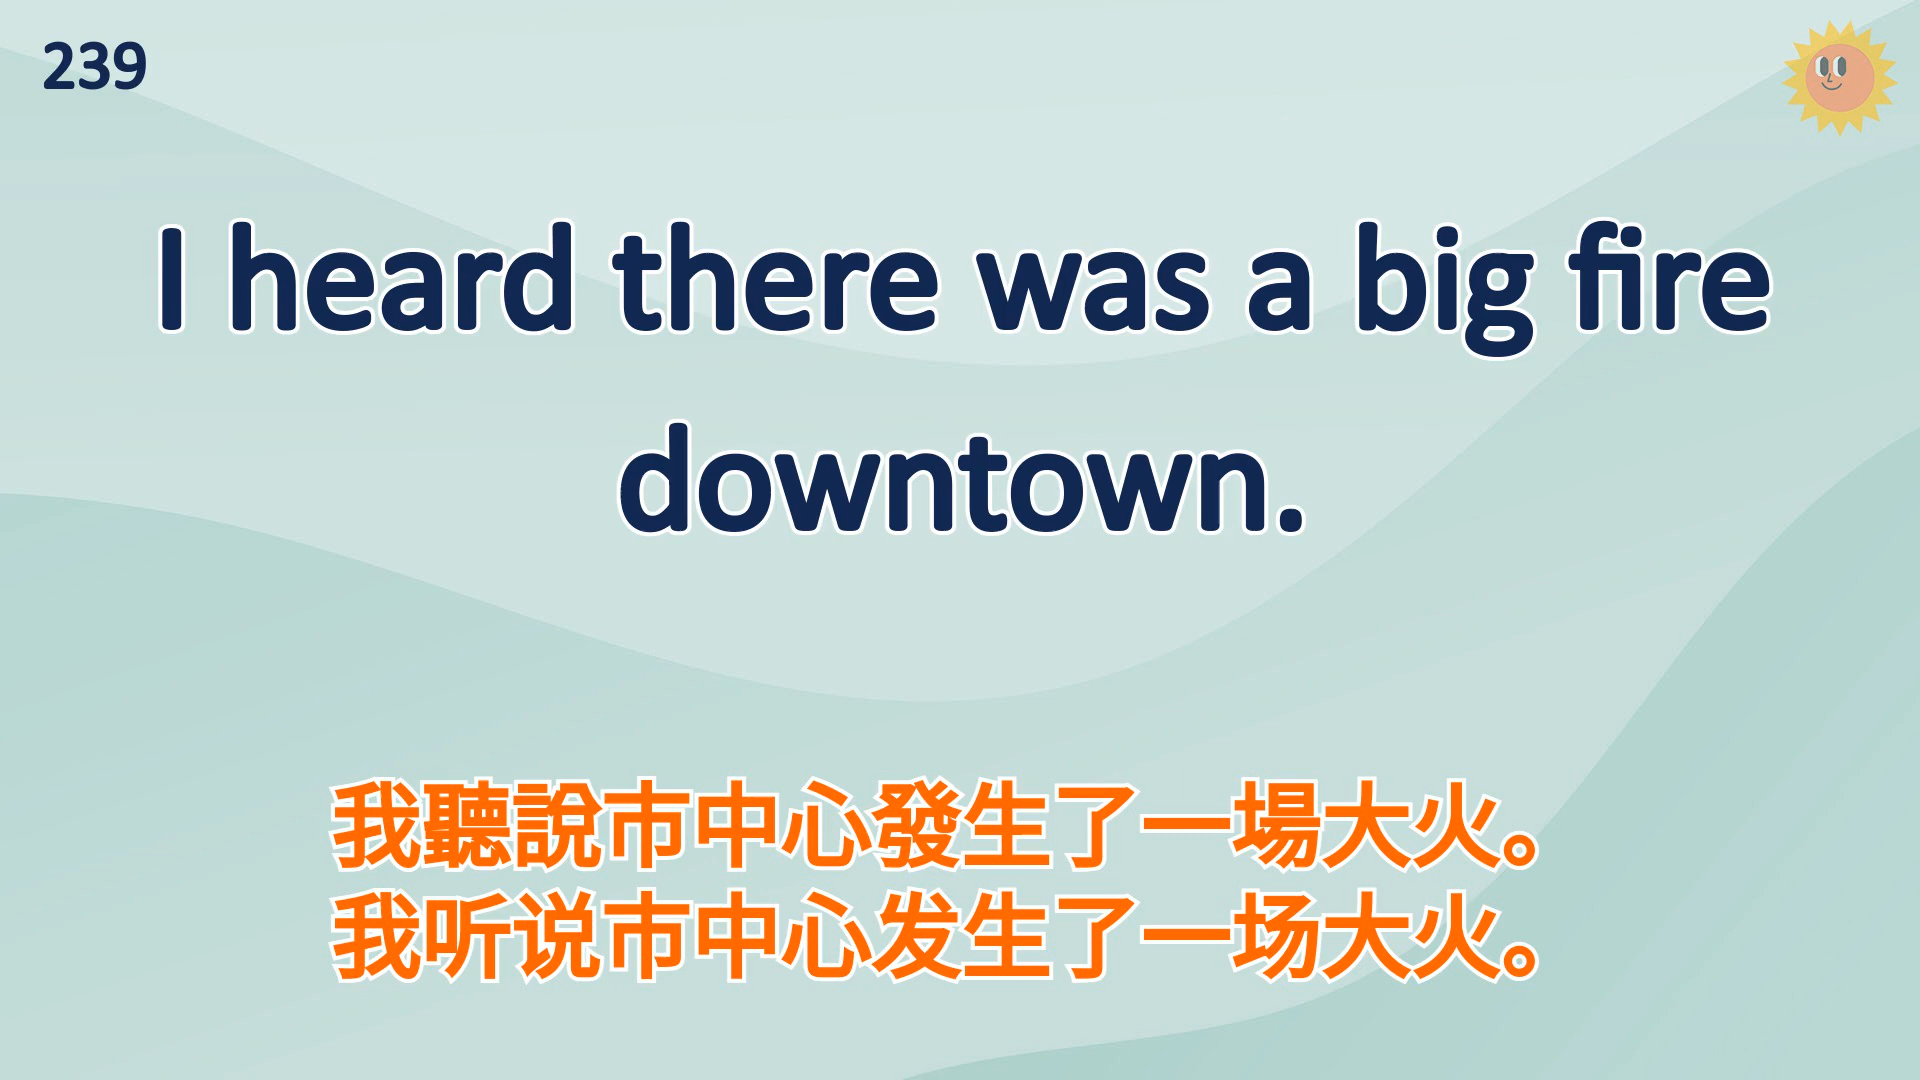 239
I heard there was a big fire
downtown.
我聽說市中心發生了一場大火。
我听说市中心发生了一场大火。